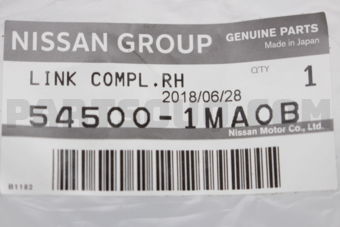 NISSAN GROUP
GENUINE PARTS
Made in Japan
LINK COMPL.RH
Q'TY
1
2018/06/28
54500-1MA0B
Nissan Motor Co., Ltd.
B1182